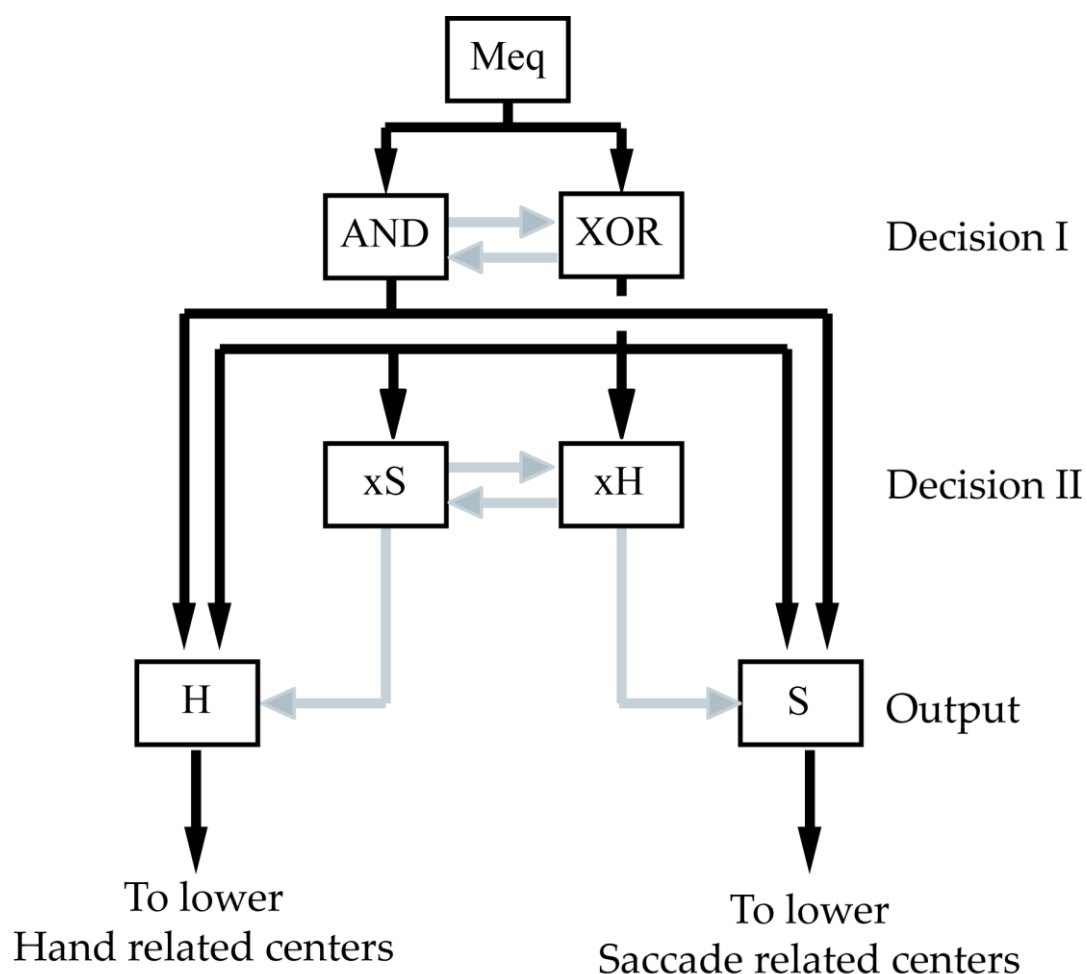 Meq
AND
XOR
Decision I
xS
xH
Decision II
H
S
Output
To lower
Hand related centers
To lower
Saccade related centers